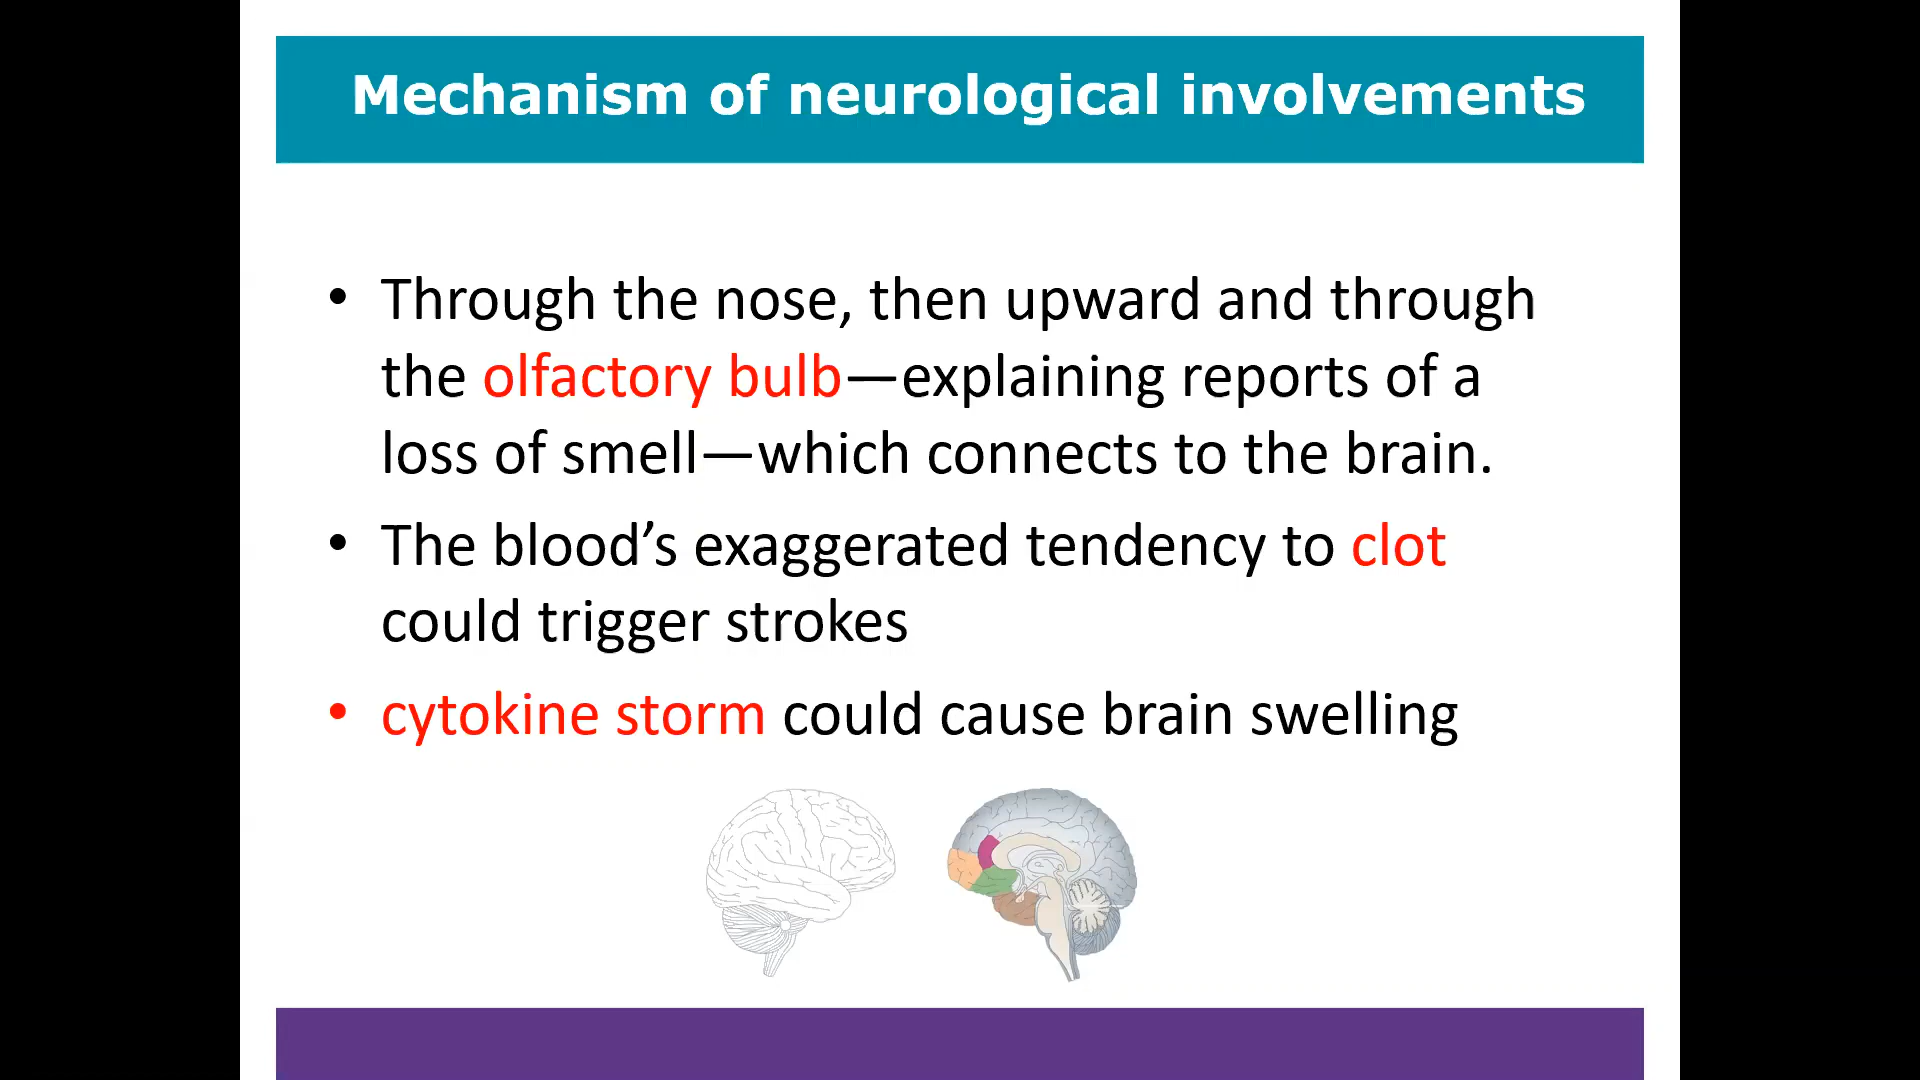 Mechanism of neurological involvements
• Through the nose, then upward and through
the olfactory bulb—explaining reports of a
loss of smell—which connects to the brain.
• The blood’s exaggerated tendency to clot
could trigger strokes
• cytokine storm could cause brain swelling